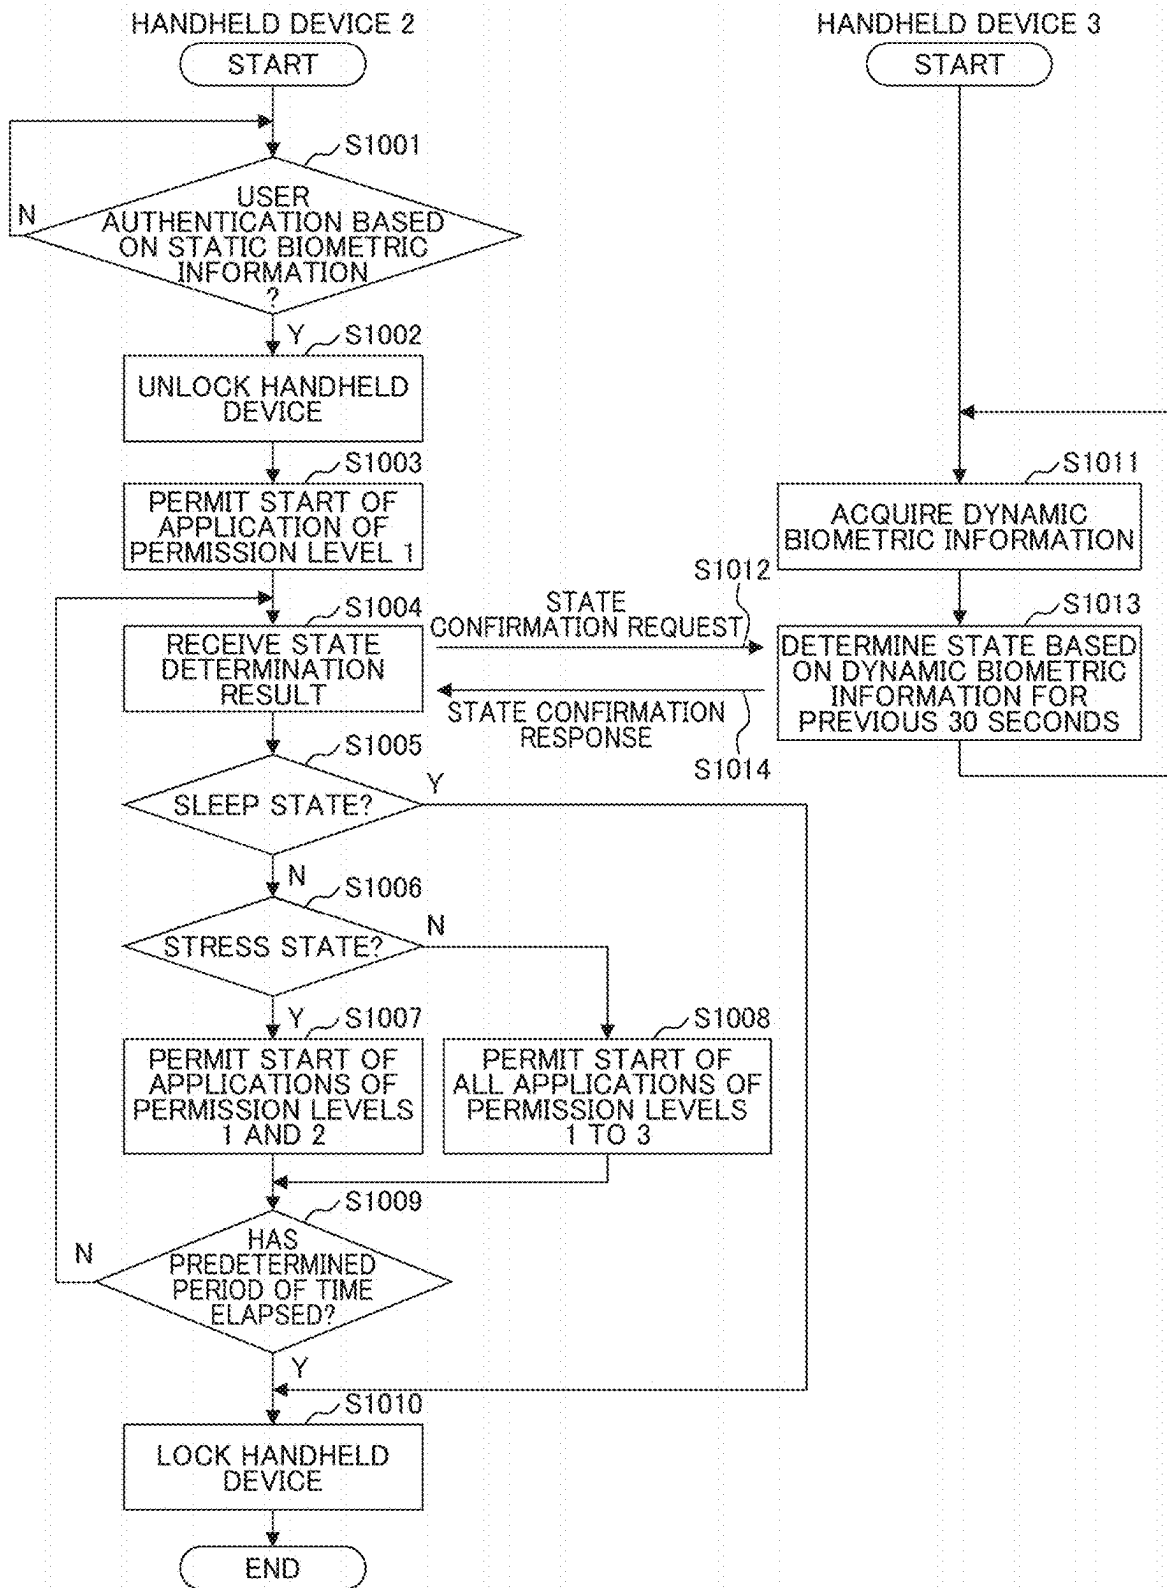 HANDHELD DEVICE 2
START
S1001
USER
AUTHENTICATION BASED
ON STATIC BIOMETRIC
INFORMATION
?
N
Y
S1002
UNLOCK HANDHELD
DEVICE
S1003
PERMIT START OF
APPLICATION OF
PERMISSION LEVEL 1
S1004
RECEIVE STATE
DETERMINATION
RESULT
S1005
SLEEP STATE?
Y
N
S1006
STRESS STATE?
N
Y
S1007
PERMIT START OF
APPLICATIONS OF
PERMISSION LEVELS
1 AND 2
S1008
PERMIT START OF
ALL APPLICATIONS OF
PERMISSION LEVELS
1 TO 3
S1009
HAS
PREDETERMINED
PERIOD OF TIME
ELAPSED?
N
Y
S1010
LOCK HANDHELD
DEVICE
END
HANDHELD DEVICE 3
START
S1011
ACQUIRE DYNAMIC
BIOMETRIC INFORMATION
S1012
STATE
CONFIRMATION REQUEST
S1013
DETERMINE STATE BASED
ON DYNAMIC BIOMETRIC
INFORMATION FOR
PREVIOUS 30 SECONDS
STATE CONFIRMATION
RESPONSE
S1014